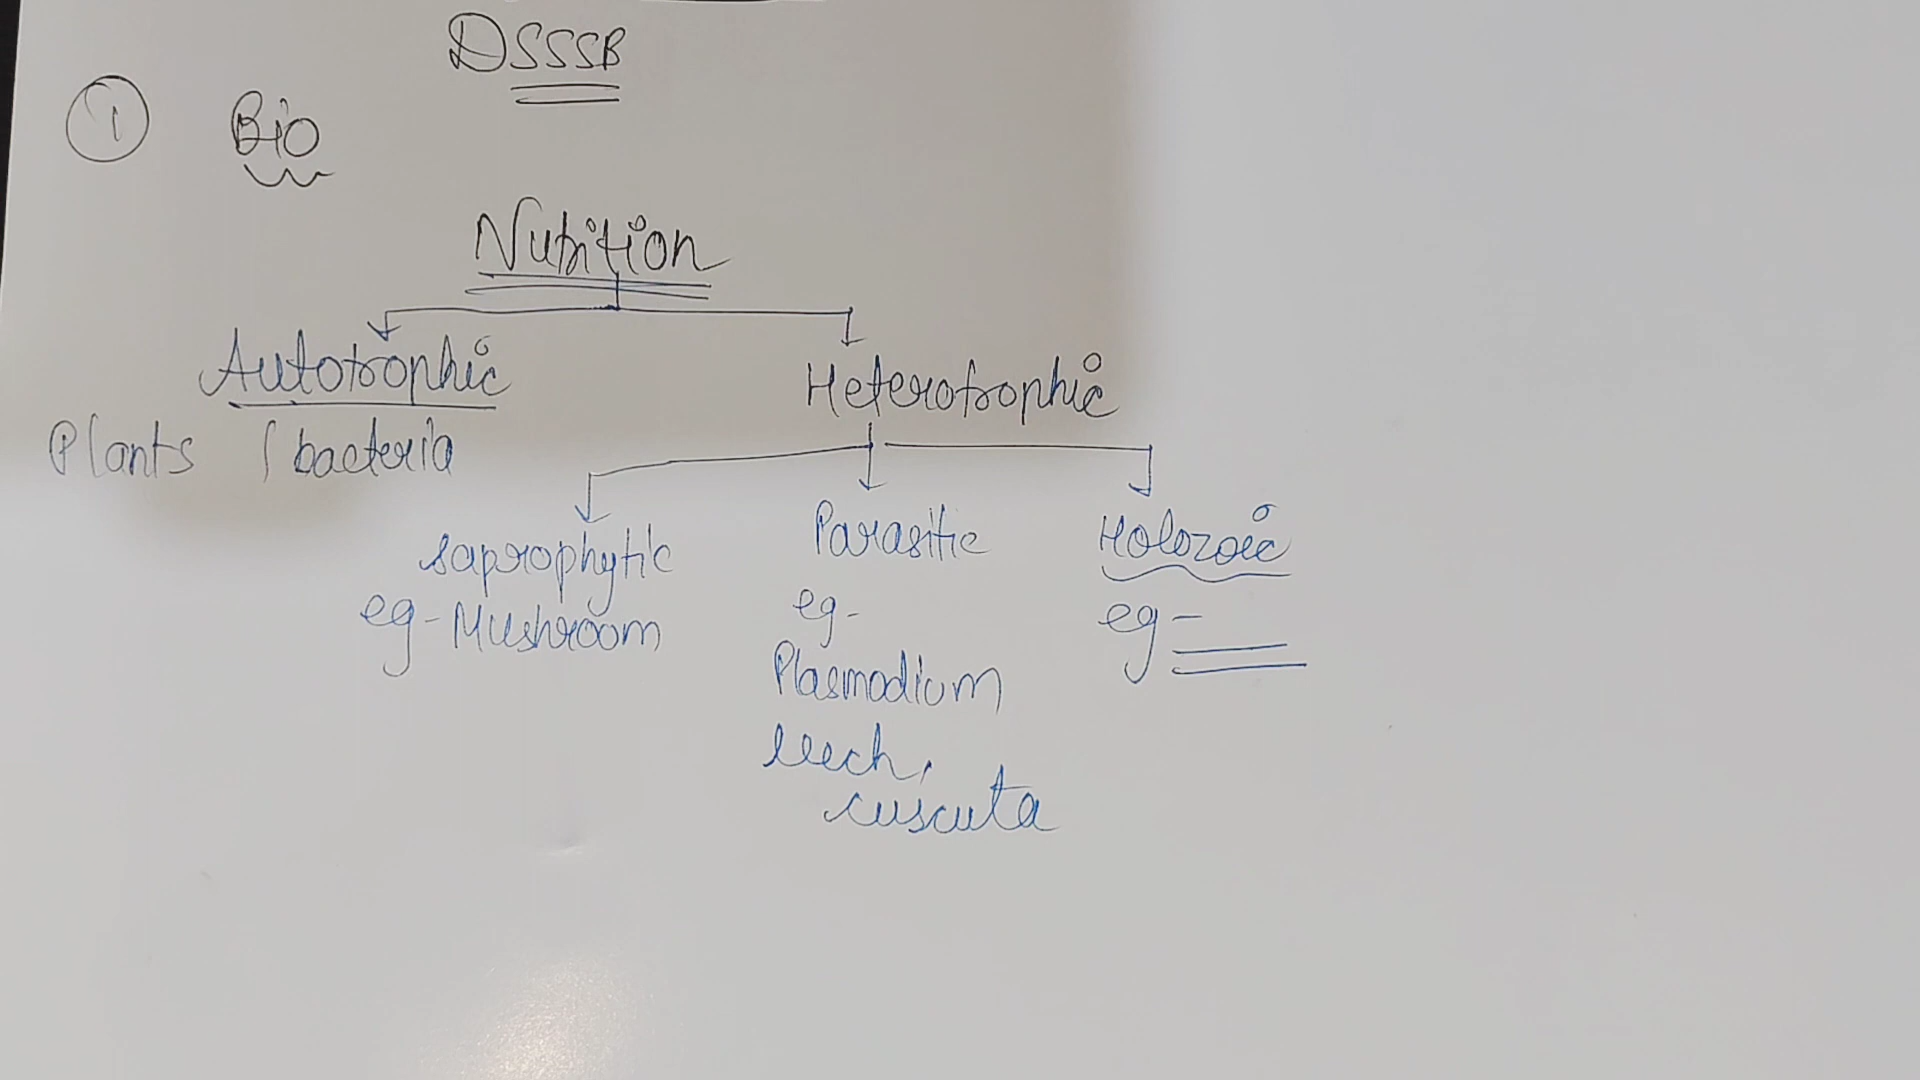 DSSSB
① Bio
Nutrition
Autotrophic Heterotrophic
Plants / bacteria
saprophytic Parasitic Holozoic
eg- Mushroom eg- eg-
Plasmodium
leech,
cuscuta